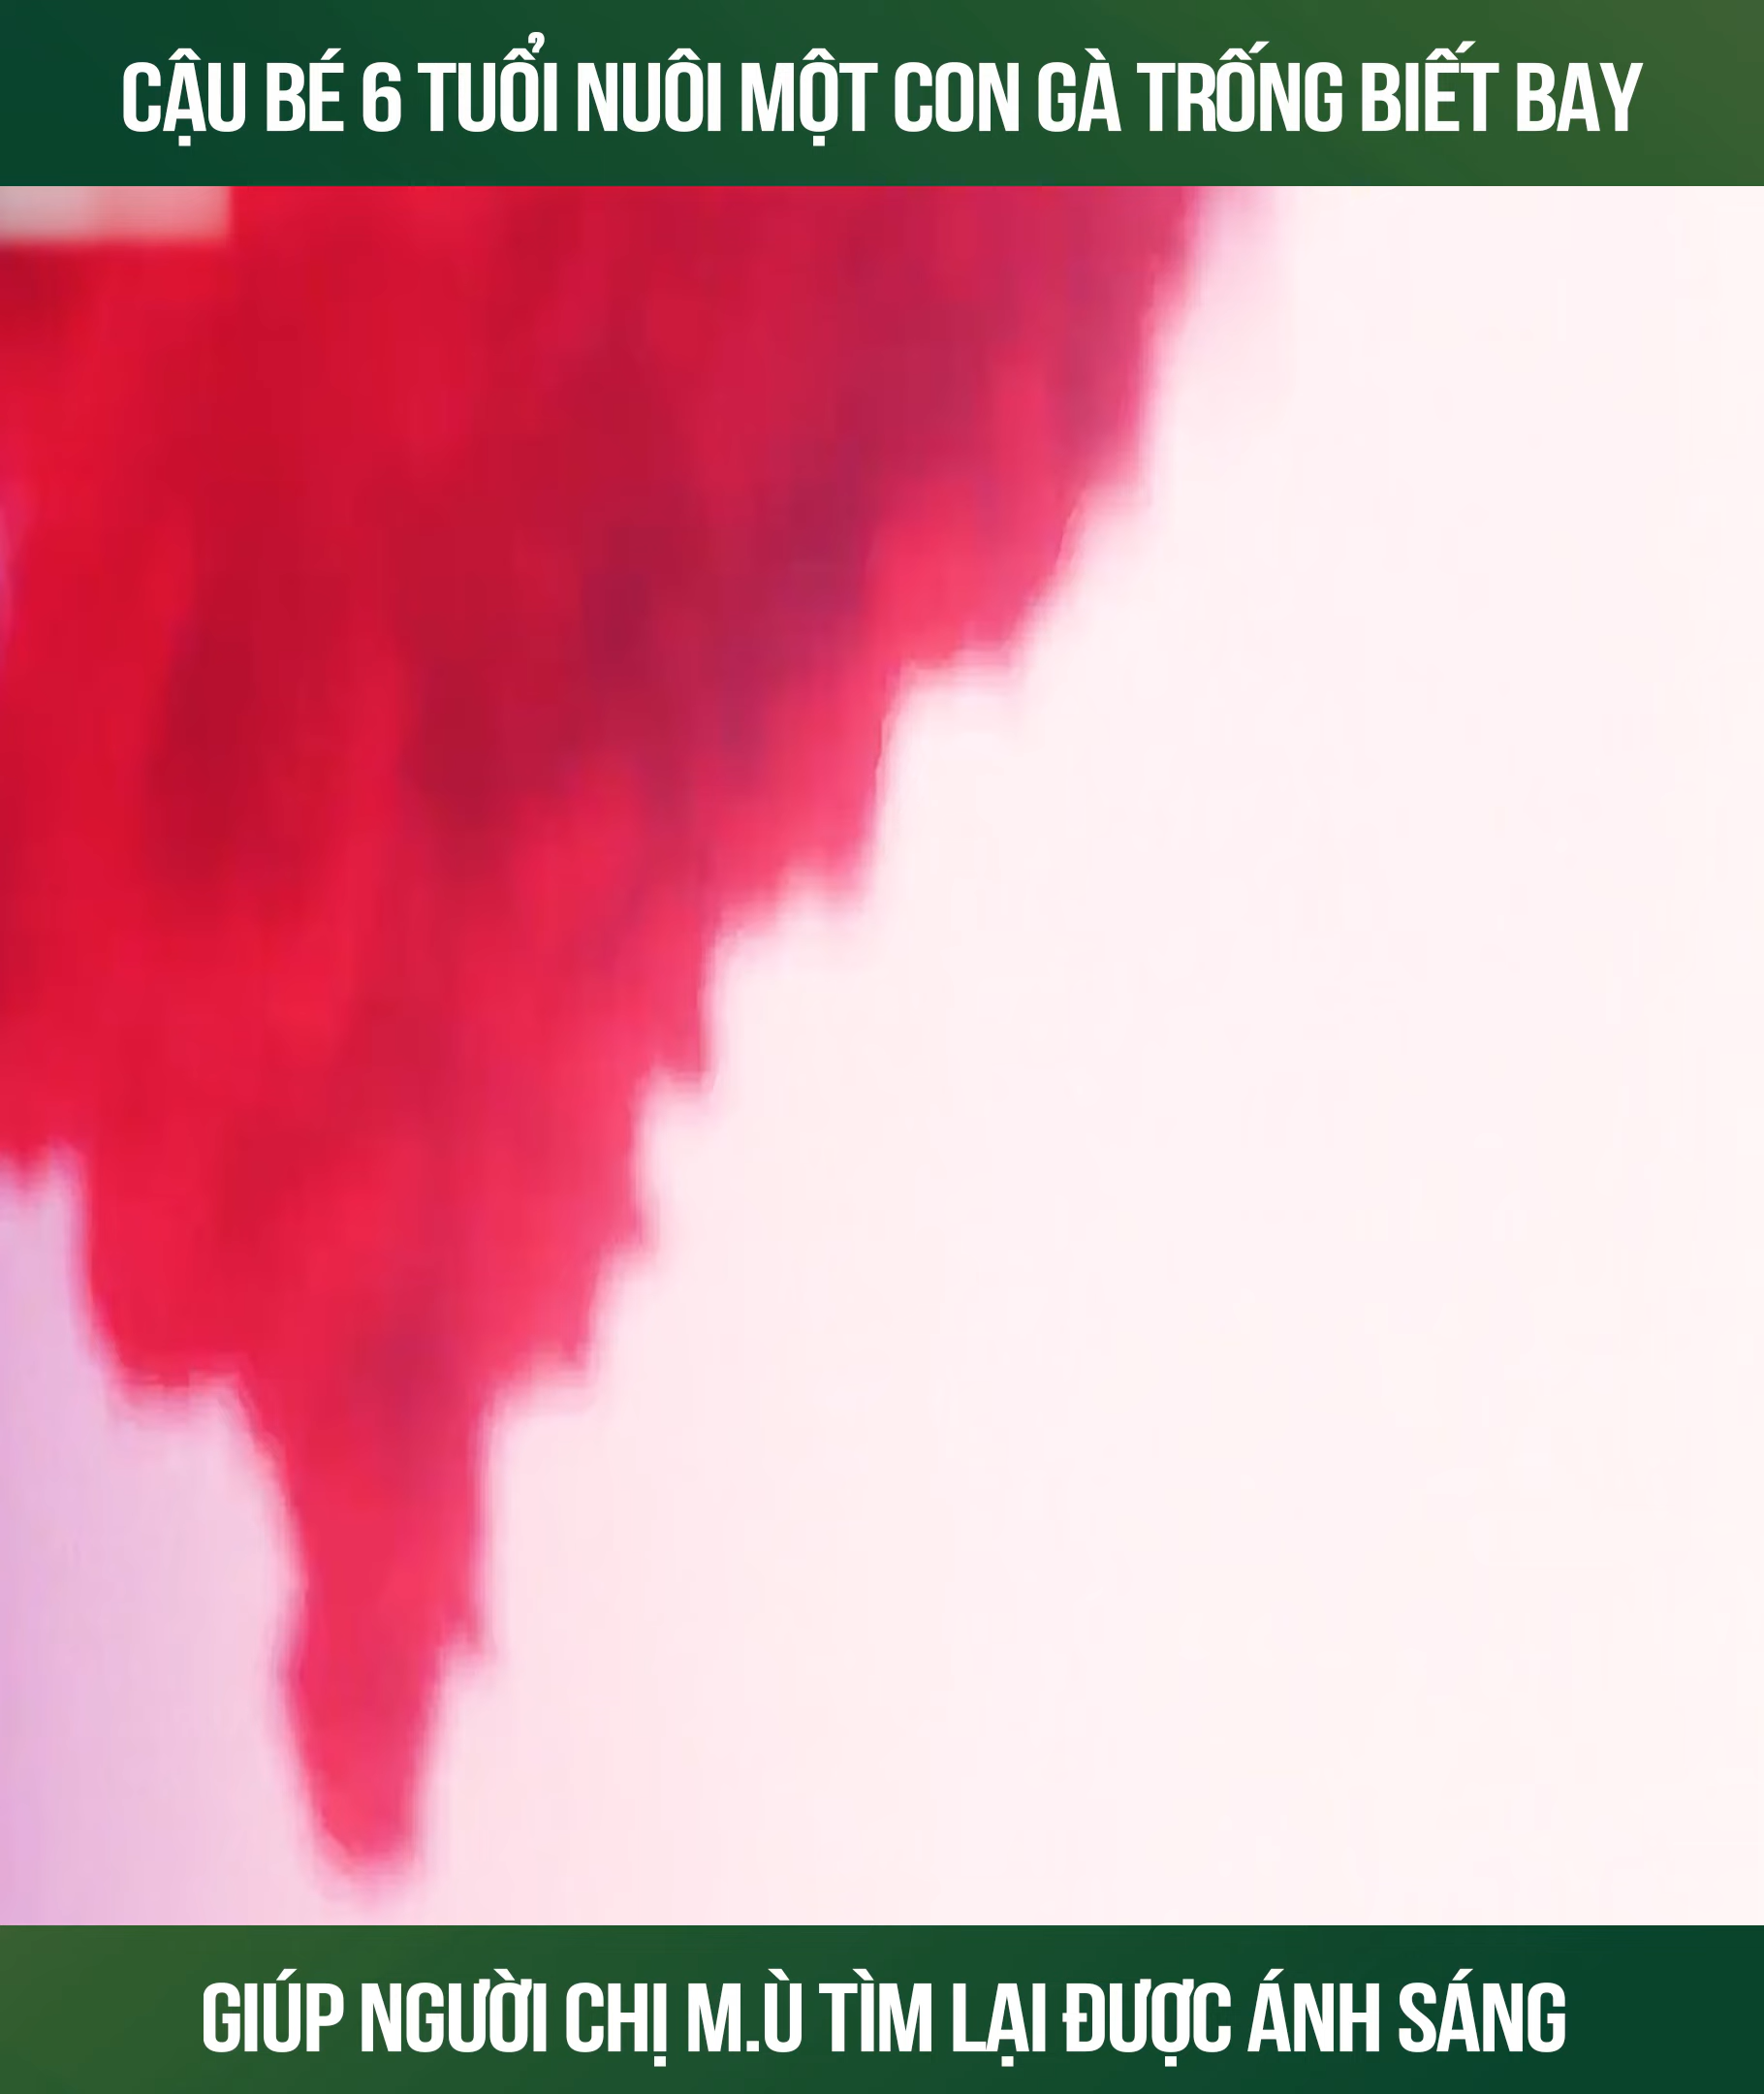 CẬU BÉ 6 TUỔI NUÔI MỘT CON GÀ TRỐNG BIẾT BAY
GIÚP NGƯỜI CHỊ M.Ù TÌM LẠI ĐƯỢC ÁNH SÁNG